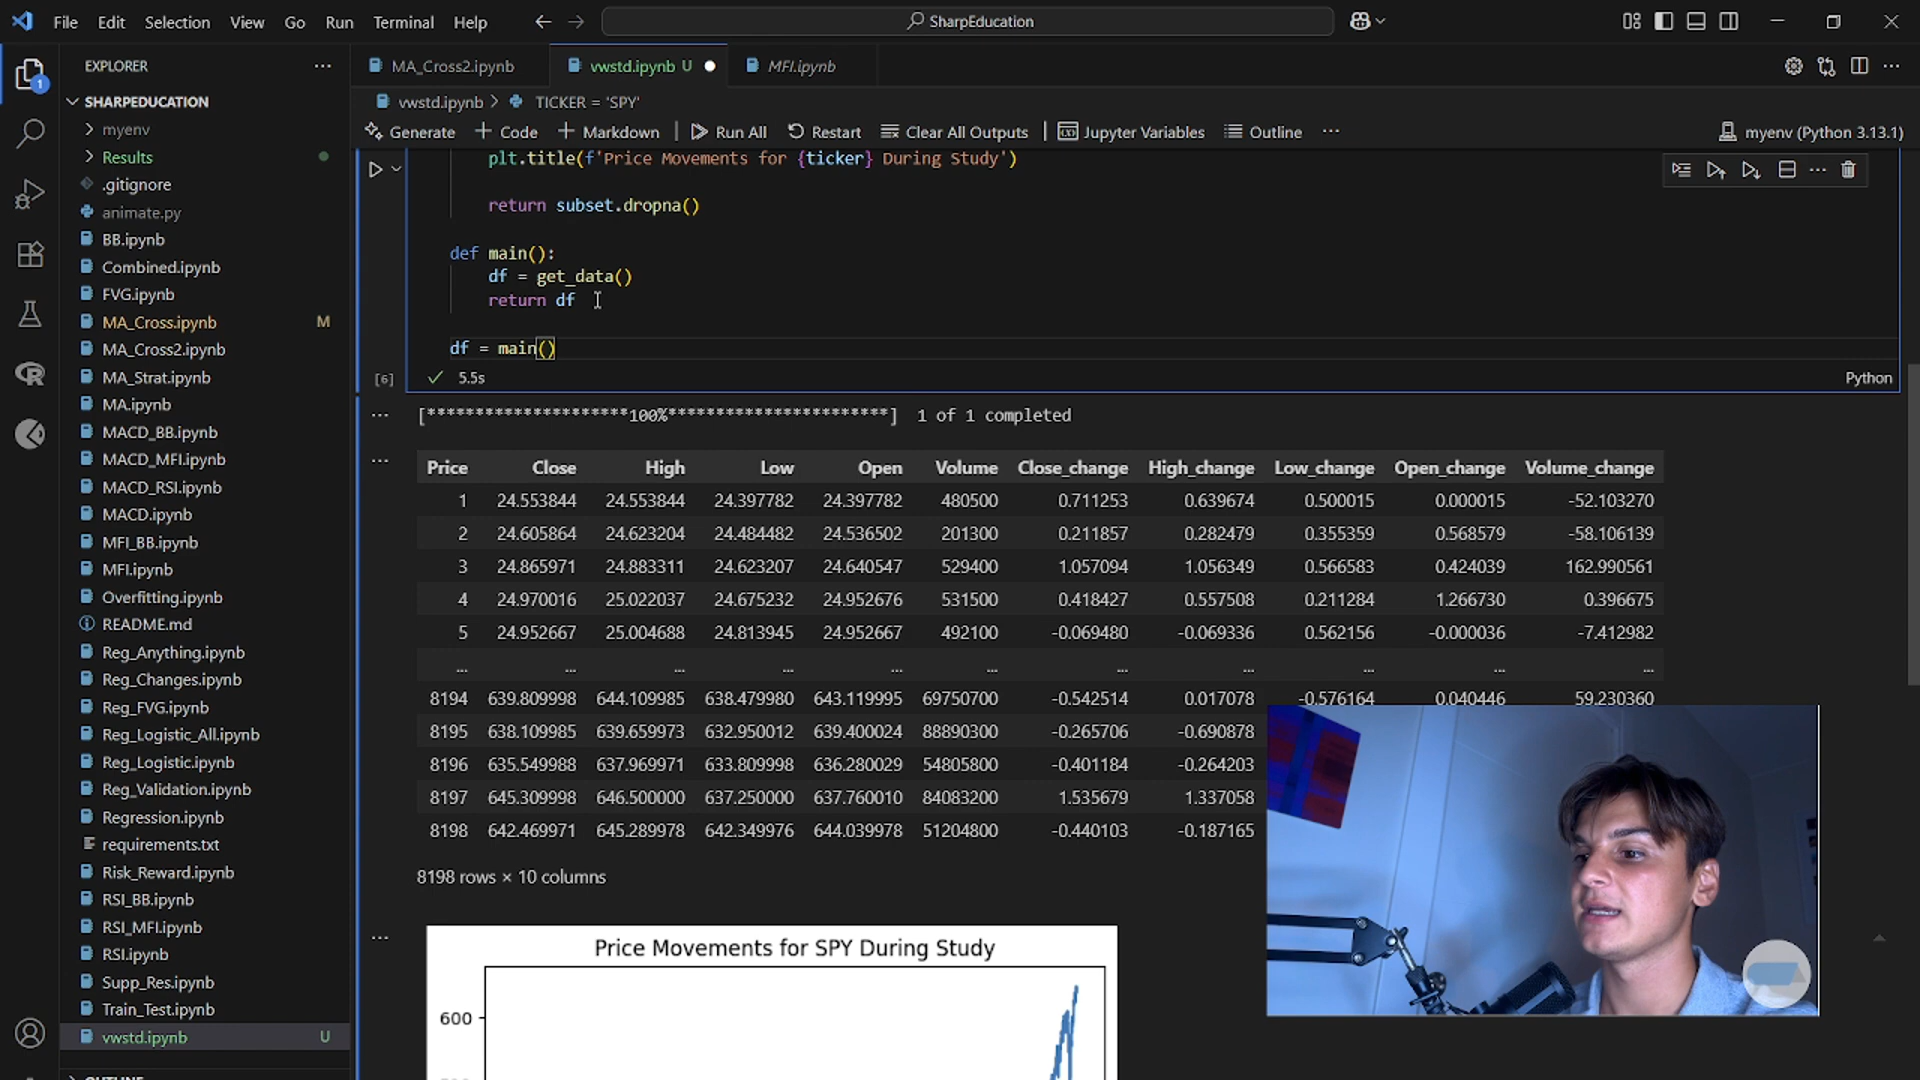 File Edit Selection View Go Run Terminal Help
SharpEducation
EXPLORER
SHARPEDUCATION
myenv
Results
.gitignore
animate.py
BB.ipynb
Combined.ipynb
FVG.ipynb
MA_Cross.ipynb M
MA_Cross2.ipynb
MA_Strat.ipynb
MA.ipynb
MACD_BB.ipynb
MACD_MFI.ipynb
MACD_RSI.ipynb
MACD.ipynb
MFI_BB.ipynb
MFI.ipynb
Overfitting.ipynb
README.md
Reg_Anything.ipynb
Reg_Changes.ipynb
Reg_FVG.ipynb
Reg_Logistic_All.ipynb
Reg_Logistic.ipynb
Reg_Validation.ipynb
Regression.ipynb
requirements.txt
Risk_Reward.ipynb
RSI_BB.ipynb
RSI_MFI.ipynb
RSI.ipynb
Supp_Res.ipynb
Train_Test.ipynb
vwstd.ipynb U
OUTLINE
1
R
MA_Cross2.ipynb vwstd.ipynb U MFI.ipynb
vwstd.ipynb > TICKER = 'SPY'
Generate + Code + Markdown Run All Restart Clear All Outputs Jupyter Variables Outline ... myenv (Python 3.13.1)
plt.title(f'Price Movements for {ticker} During Study')
return subset.dropna()
def main():
df = get_data()
return df
df = main()
[6] 5.5s Python
[*********************100%***********************]  1 of 1 completed
Price Close High Low Open Volume Close_change High_change Low_change Open_change Volume_change
1 24.553844 24.553844 24.397782 24.397782 480500 0.711253 0.639674 0.500015 0.000015 -52.103270
2 24.605864 24.623204 24.484482 24.536502 201300 0.211857 0.282479 0.355359 0.568579 -58.106139
3 24.865971 24.883311 24.623207 24.640547 529400 1.057094 1.056349 0.566583 0.424039 162.990561
4 24.970016 25.022037 24.675232 24.952676 531500 0.418427 0.557508 0.211284 1.266730 0.396675
5 24.952667 25.004688 24.813945 24.952667 492100 -0.069480 -0.069336 0.562156 -0.000036 -7.412982
... ... ... ... ... ... ... ... ... ... ...
8194 639.809998 644.109985 638.479980 643.119995 69750700 -0.542514 0.017078 -0.576164 0.040446 59.230360
8195 638.109985 639.659973 632.950012 639.400024 88890300 -0.265706 -0.690878
8196 635.549988 637.969971 633.809998 636.280029 54805800 -0.401184 -0.264203
8197 645.309998 646.500000 637.250000 637.760010 84083200 1.535679 1.337058
8198 642.469971 645.289978 642.349976 644.039978 51204800 -0.440103 -0.187165
8198 rows × 10 columns
Price Movements for SPY During Study
600